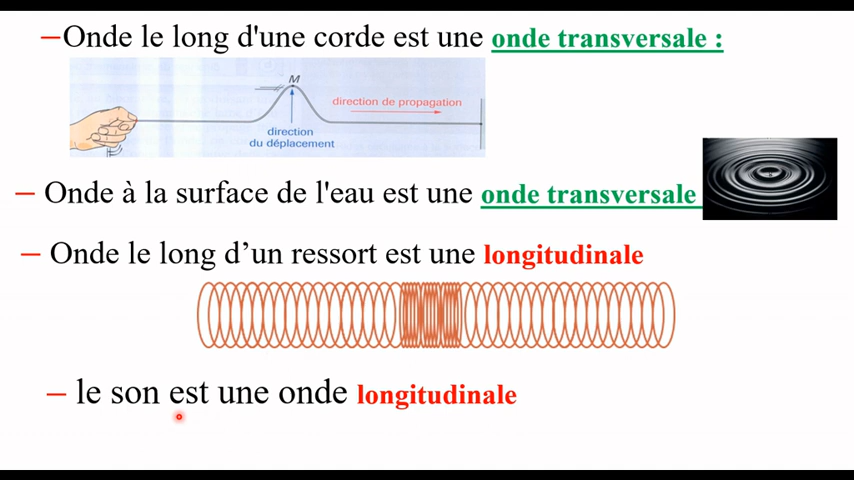 –Onde le long d'une corde est une onde transversale :
M
direction de propagation
direction
du déplacement
– Onde à la surface de l'eau est une onde transversale
– Onde le long d’un ressort est une longitudinale
– le son est une onde longitudinale